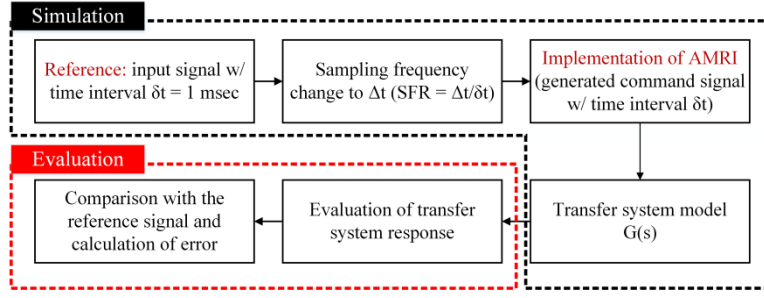 Simulation
Reference: input signal w/
time interval δt = 1 msec
Sampling frequency
change to Δt (SFR = Δt/δt)
Implementation of AMRI
(generated command signal
w/ time interval δt)
Evaluation
Comparison with the
reference signal and
calculation of error
Evaluation of transfer
system response
Transfer system model
G(s)